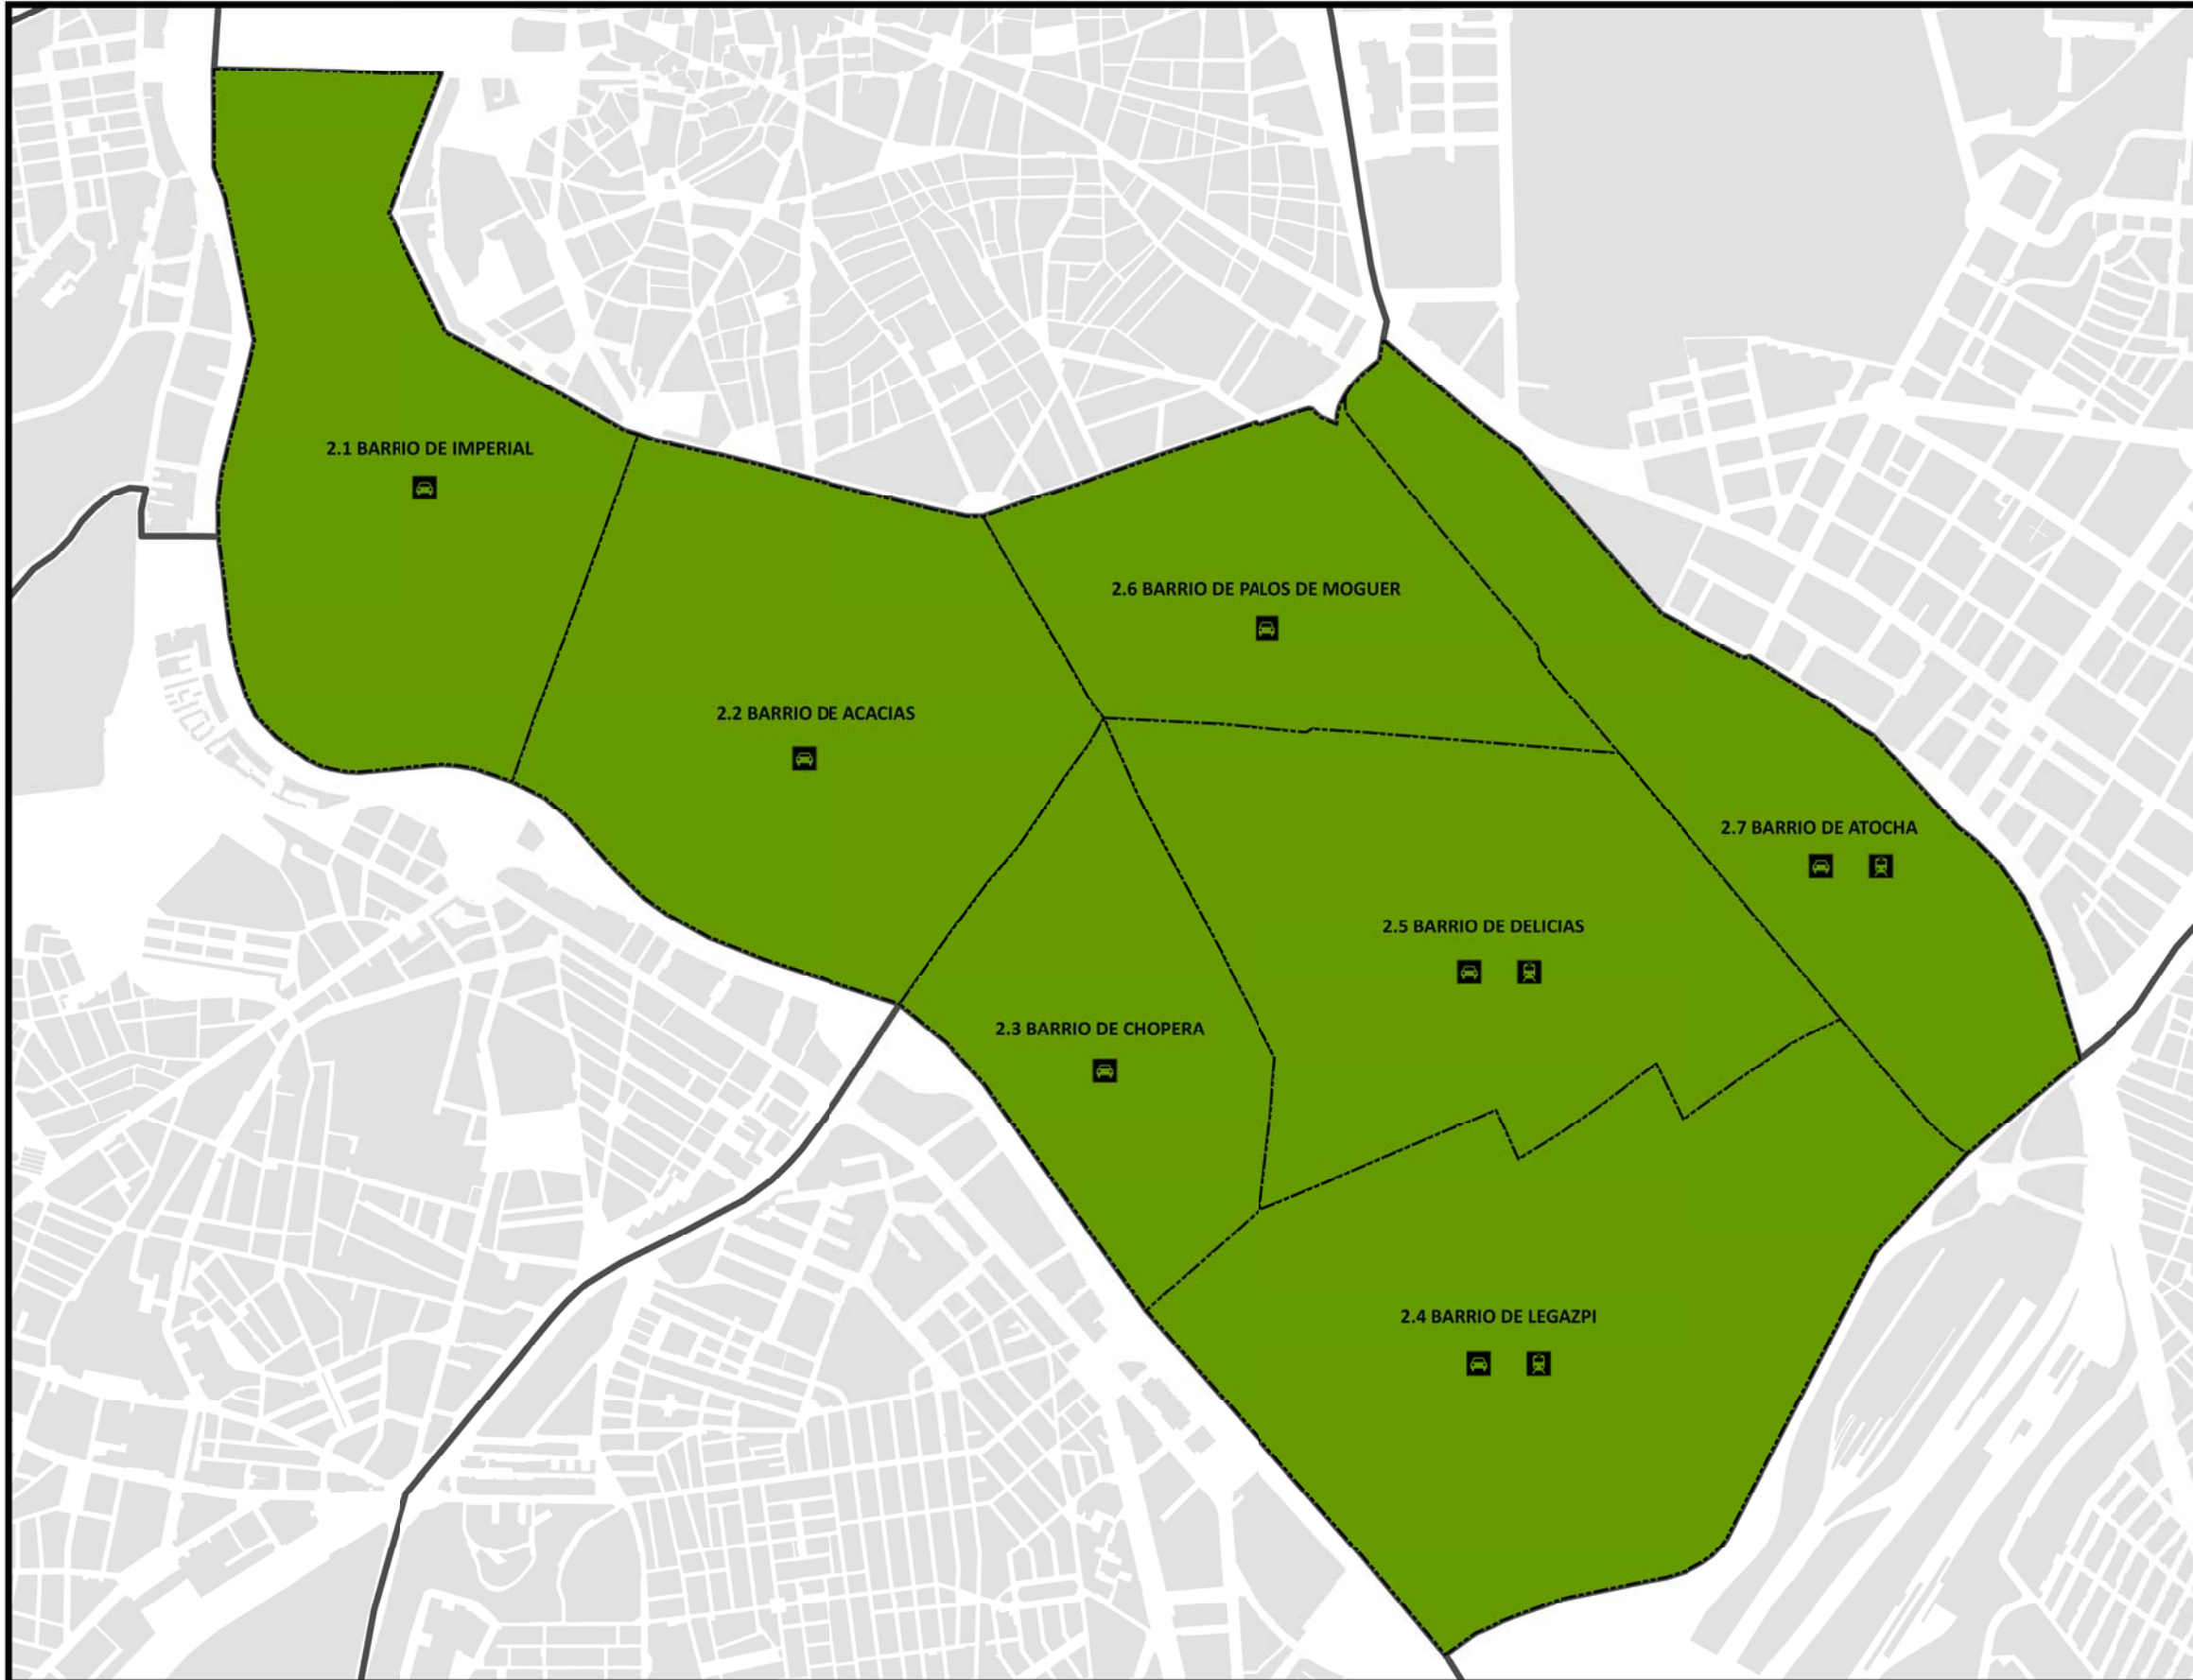 2.1 BARRIO DE IMPERIAL
2.6 BARRIO DE PALOS DE MOGUER
2.2 BARRIO DE ACACIAS
2.7 BARRIO DE ATOCHA
2.5 BARRIO DE DELICIAS
2.3 BARRIO DE CHOPERA
2.4 BARRIO DE LEGAZPI